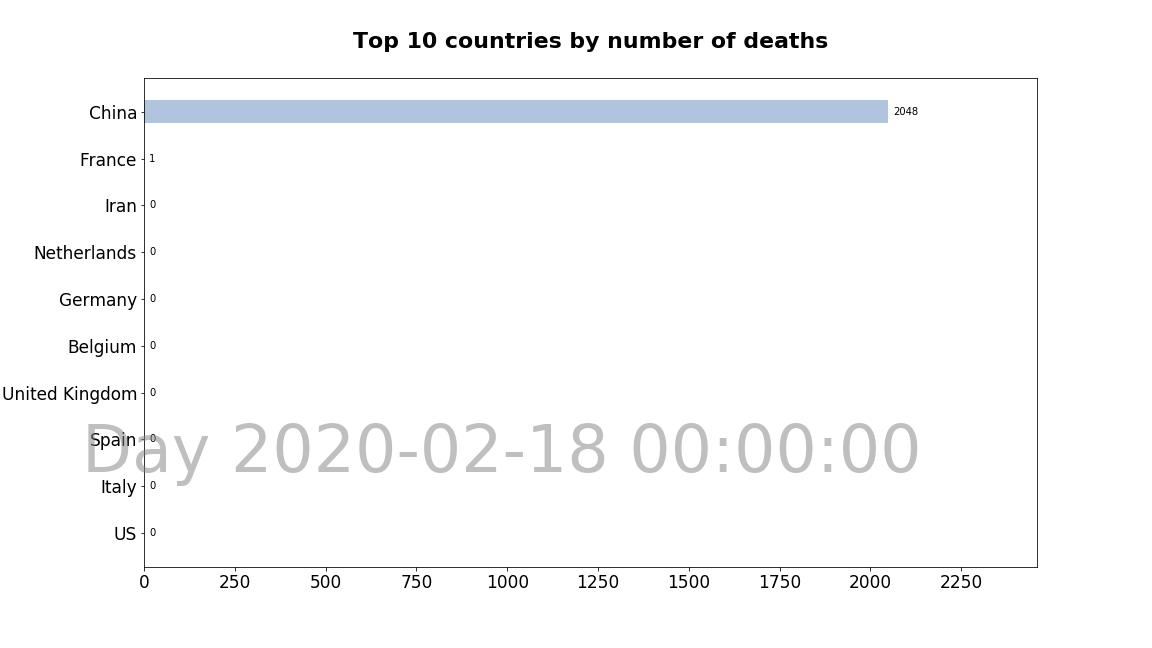 Top 10 countries by number of deaths
China 2048
France 1
Iran 0
Netherlands 0
Germany 0
Belgium 0
United Kingdom 0
Spain 0
Day 2020-02-18 00:00:00
Italy 0
US 0
0 250 500 750 1000 1250 1500 1750 2000 2250